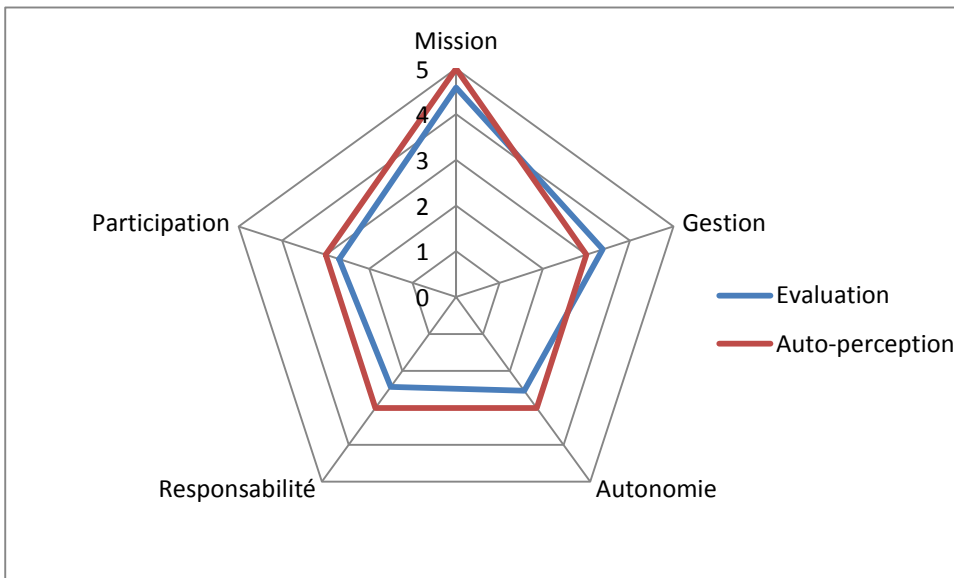 Mission
5
4
3
2
1
0
Participation
Gestion
Responsabilité
Autonomie
Evaluation
Auto-perception